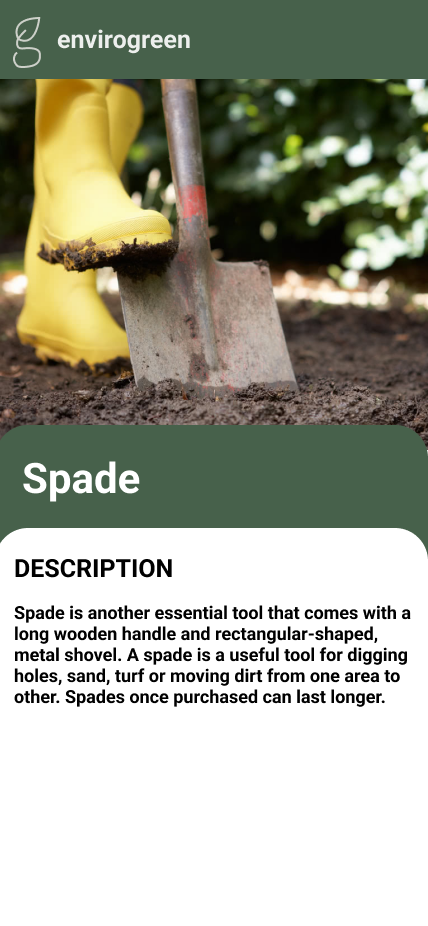 envirogreen
Spade
DESCRIPTION
Spade is another essential tool that comes with a
long wooden handle and rectangular-shaped,
metal shovel. A spade is a useful tool for digging
holes, sand, turf or moving dirt from one area to
other. Spades once purchased can last longer.